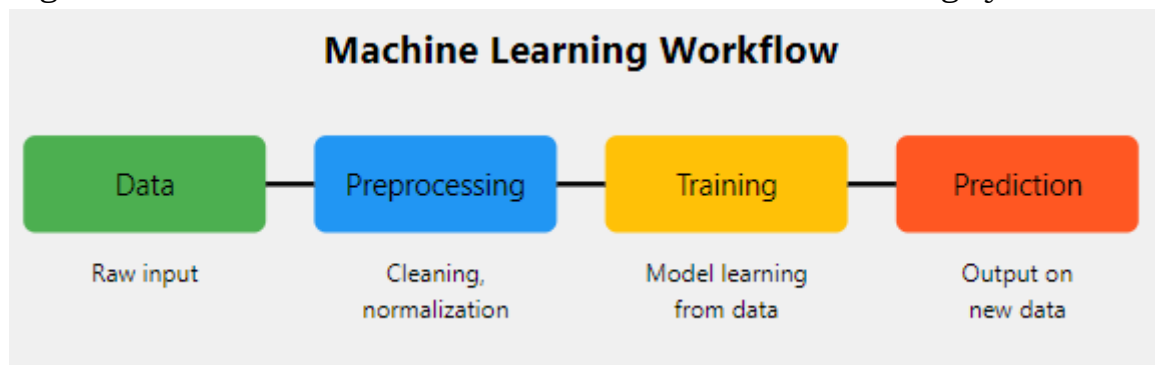 Machine Learning Workflow
Data
Preprocessing
Training
Prediction
Raw input
Cleaning,
normalization
Model learning
from data
Output on
new data